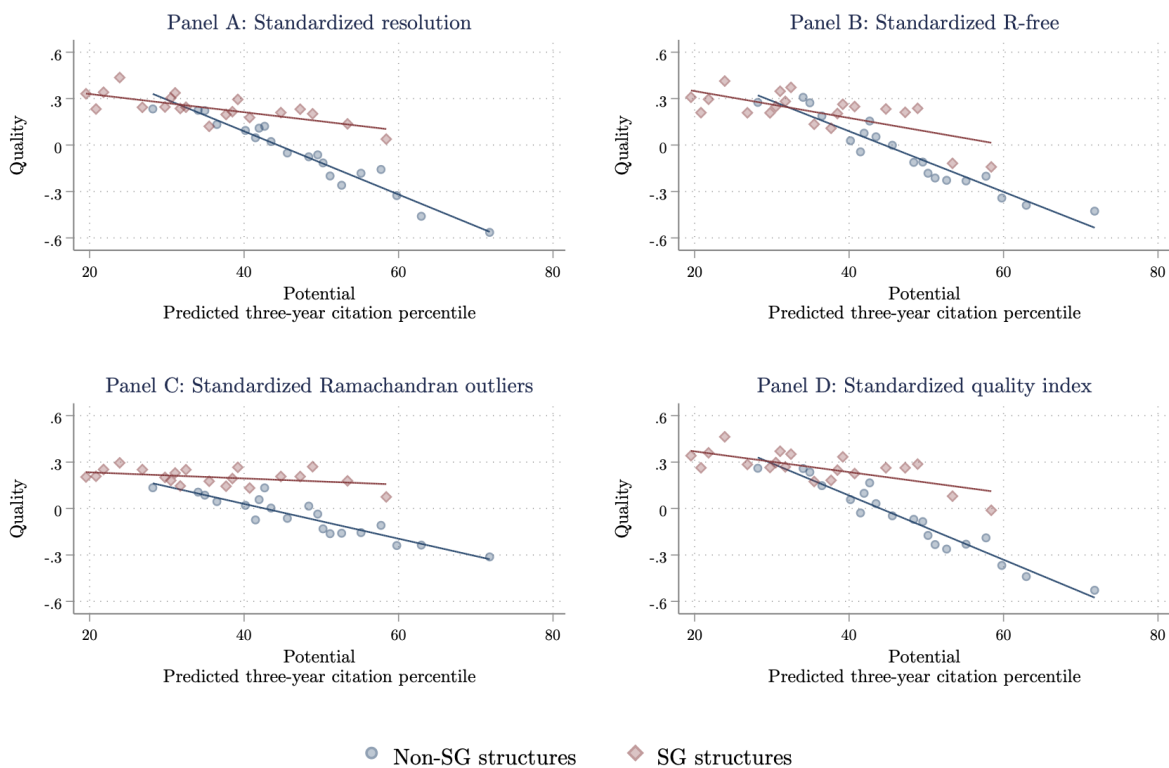 Panel A: Standardized resolution
.6
.3
0
-.3
-.6
Quality
20 40 60 80
Potential
Predicted three-year citation percentile
Panel B: Standardized R-free
.6
.3
0
-.3
-.6
Quality
20 40 60 80
Potential
Predicted three-year citation percentile
Panel C: Standardized Ramachandran outliers
.6
.3
0
-.3
-.6
Quality
20 40 60 80
Potential
Predicted three-year citation percentile
Panel D: Standardized quality index
.6
.3
0
-.3
-.6
Quality
20 40 60 80
Potential
Predicted three-year citation percentile
Non-SG structures SG structures